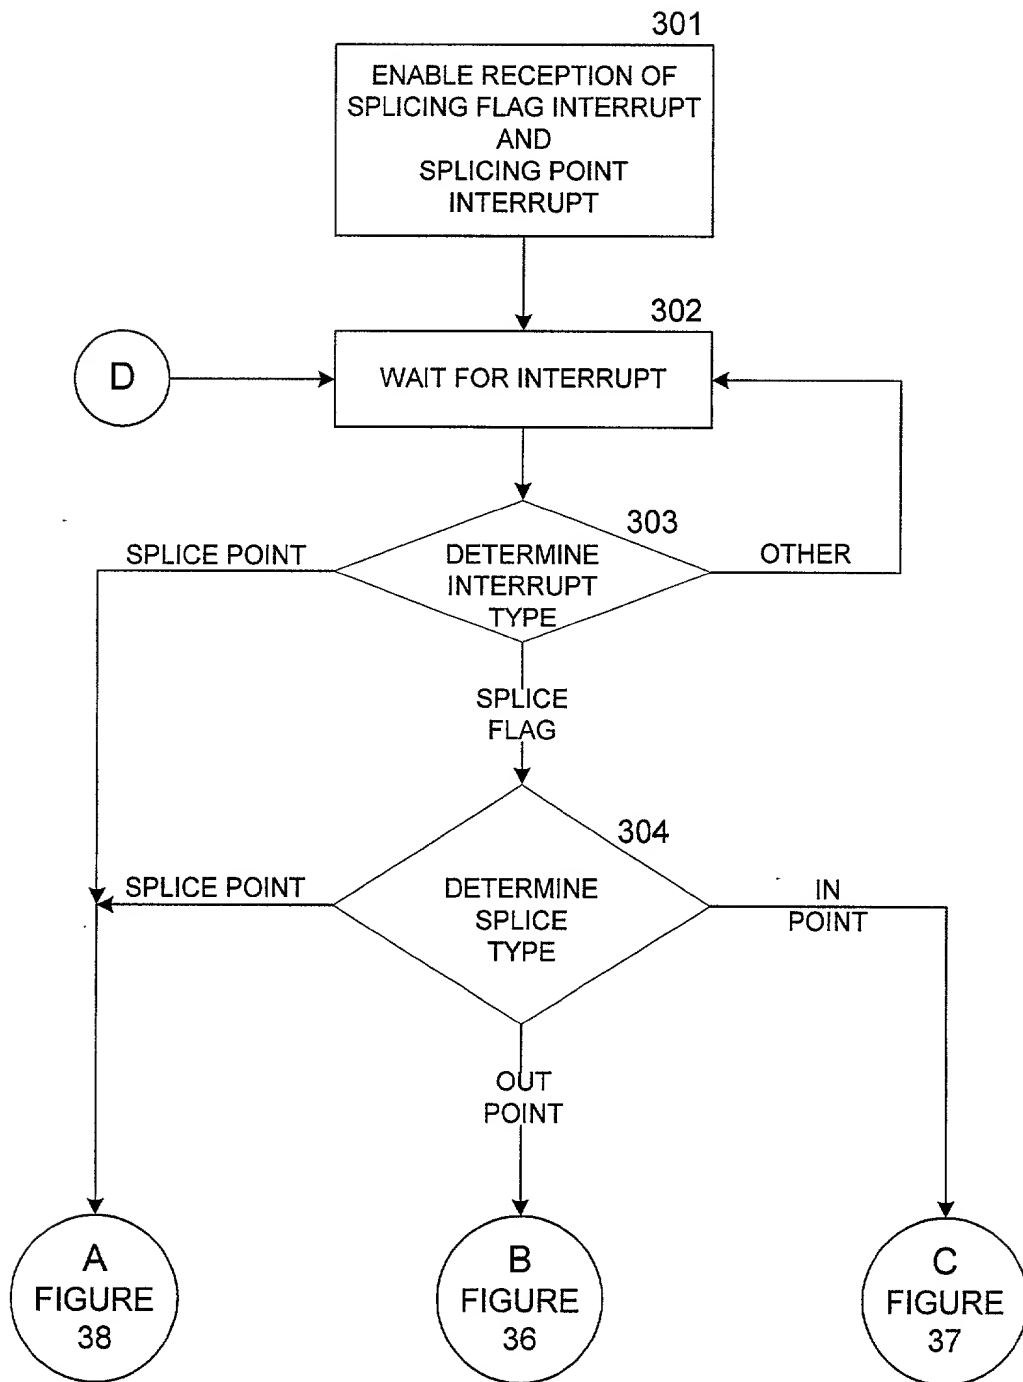 301
ENABLE RECEPTION OF
SPLICING FLAG INTERRUPT
AND
SPLICING POINT
INTERRUPT
302
D
WAIT FOR INTERRUPT
303
SPLICE POINT
DETERMINE
INTERRUPT
TYPE
OTHER
SPLICE
FLAG
304
SPLICE POINT
DETERMINE
SPLICE
TYPE
IN
POINT
OUT
POINT
A
FIGURE
38
B
FIGURE
36
C
FIGURE
37